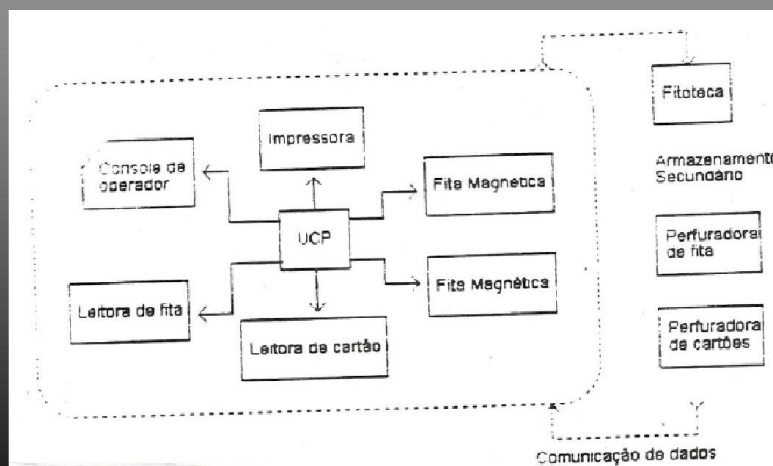 Fitoteca
Impressora
Console de
operador
Fita Magnetica
Armazenamento
Secundário
UCP
Perfuradora
de fita
Leitora de fita
Fita Magnética
Leitora de cartão
Perfuradora
de cartões
Comunicação de dados